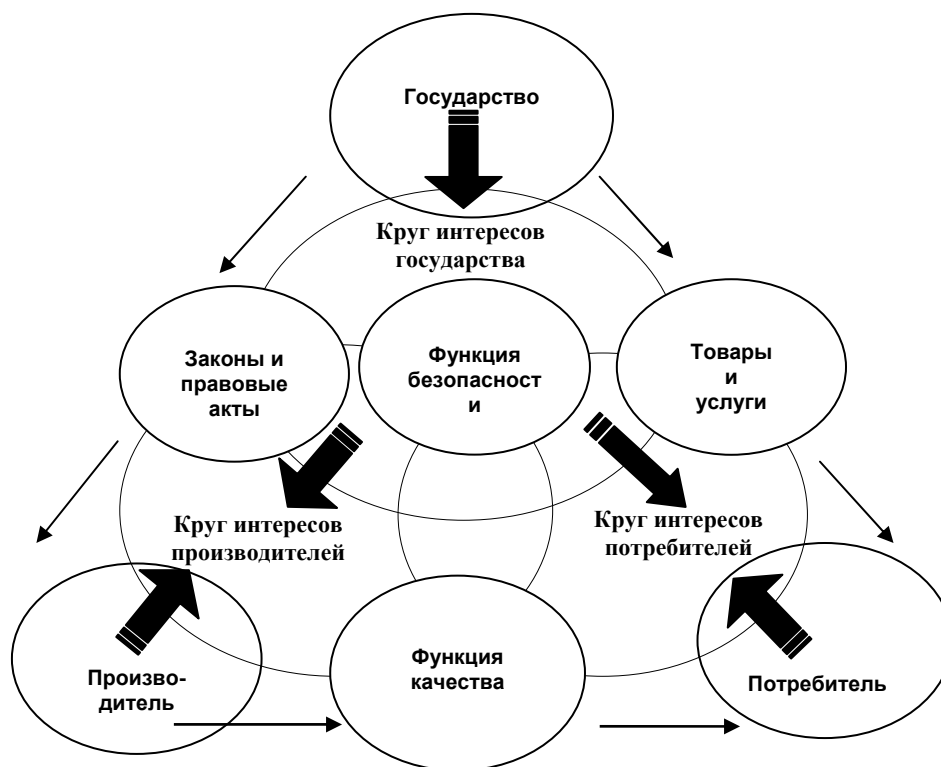 Государство
Круг интересов
государства
Законы и
правовые
акты
Функция
безопасност
и
Товары
и
услуги
Круг интересов
производителей
Круг интересов
потребителей
Произво-
дитель
Функция
качества
Потребитель